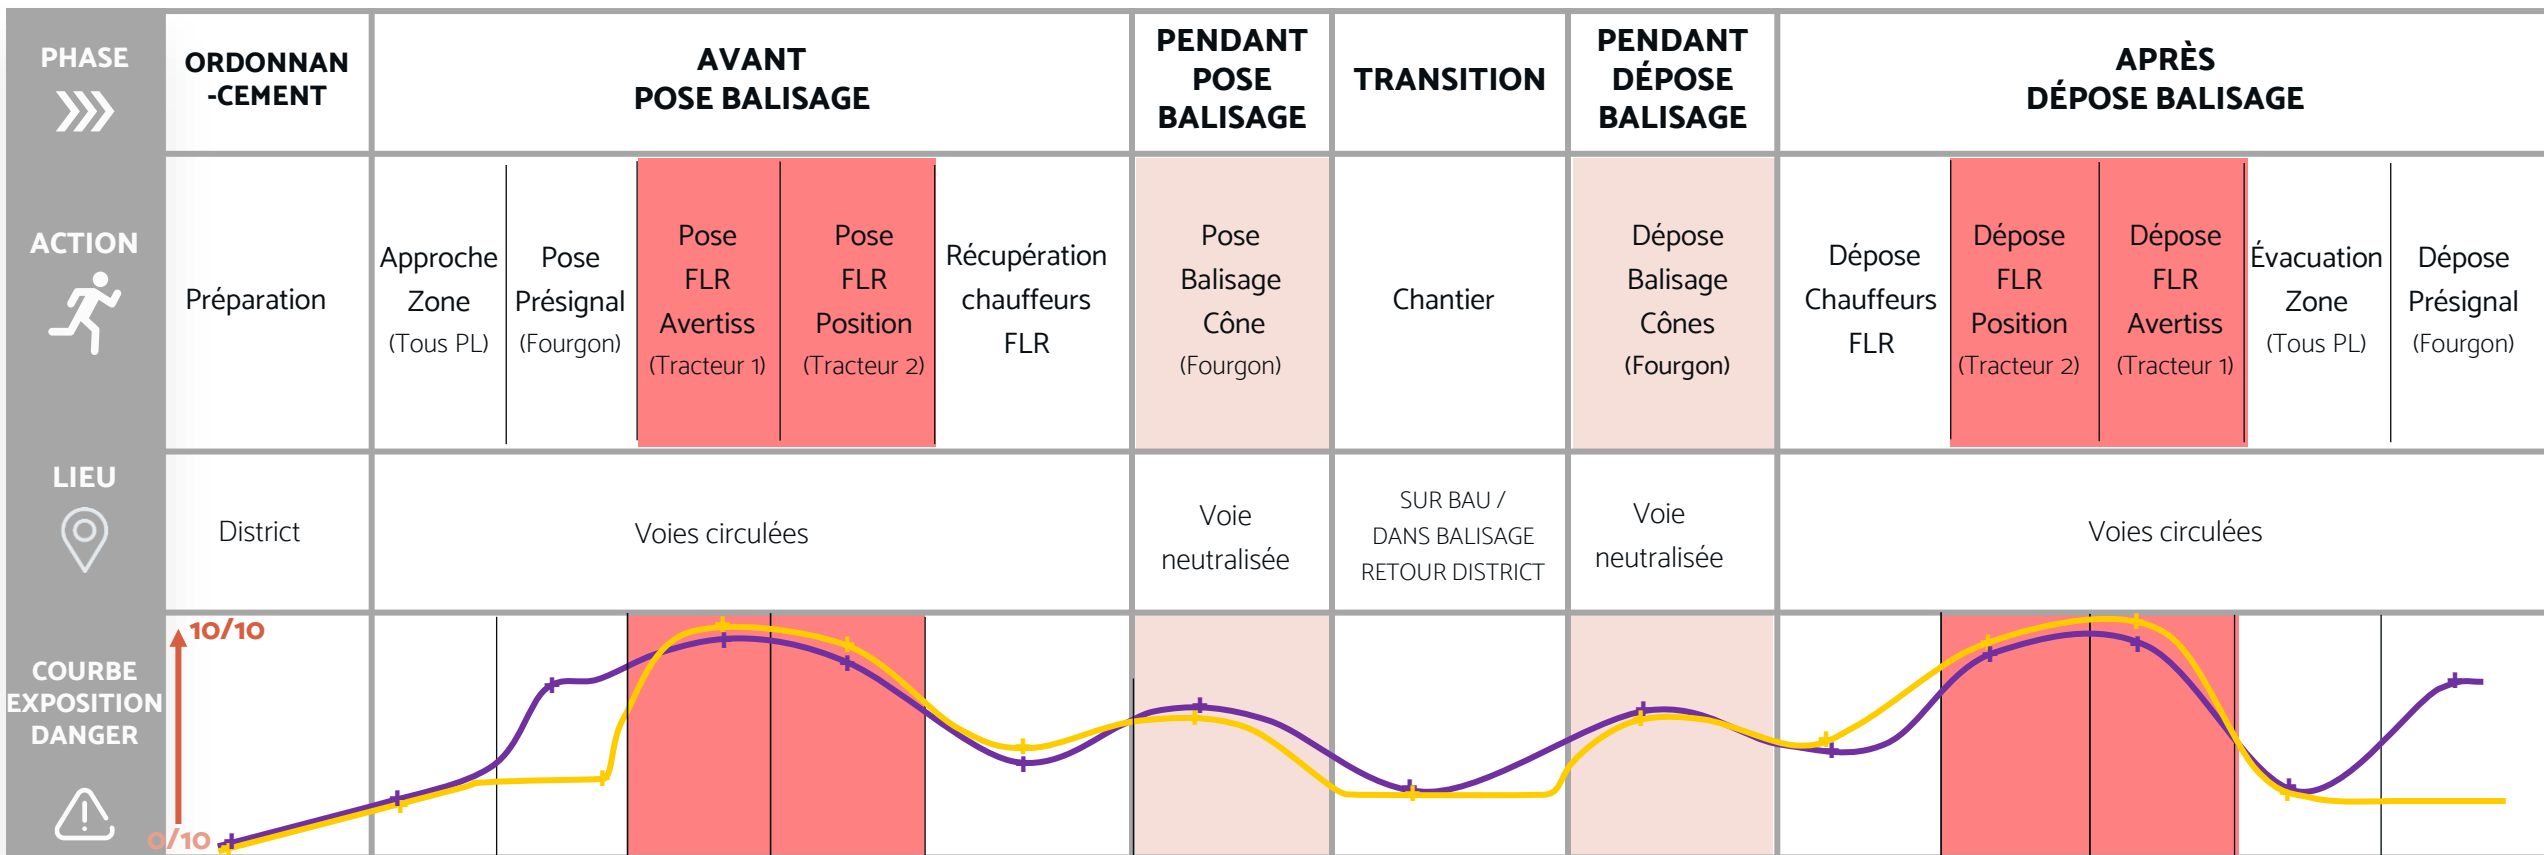 PHASE
ORDONNAN
-CEMENT
AVANT
POSE BALISAGE
PENDANT
POSE
BALISAGE
TRANSITION
PENDANT
DÉPOSE
BALISAGE
APRÈS
DÉPOSE BALISAGE
ACTION
Préparation
Approche
Zone
(Tous PL)
Pose
Présignal
(Fourgon)
Pose
FLR
Avertiss
(Tracteur 1)
Pose
FLR
Position
(Tracteur 2)
Récupération
chauffeurs
FLR
Pose
Balisage
Cône
(Fourgon)
Chantier
Dépose
Balisage
Cônes
(Fourgon)
Dépose
Chauffeurs
FLR
Dépose
FLR
Position
(Tracteur 2)
Dépose
FLR
Avertiss
(Tracteur 1)
Évacuation
Zone
(Tous PL)
Dépose
Présignal
(Fourgon)
LIEU
District
Voies circulées
Voie
neutralisée
SUR BAU /
DANS BALISAGE
RETOUR DISTRICT
Voie
neutralisée
Voies circulées
COURBE
EXPOSITION
DANGER
10/10
0/10